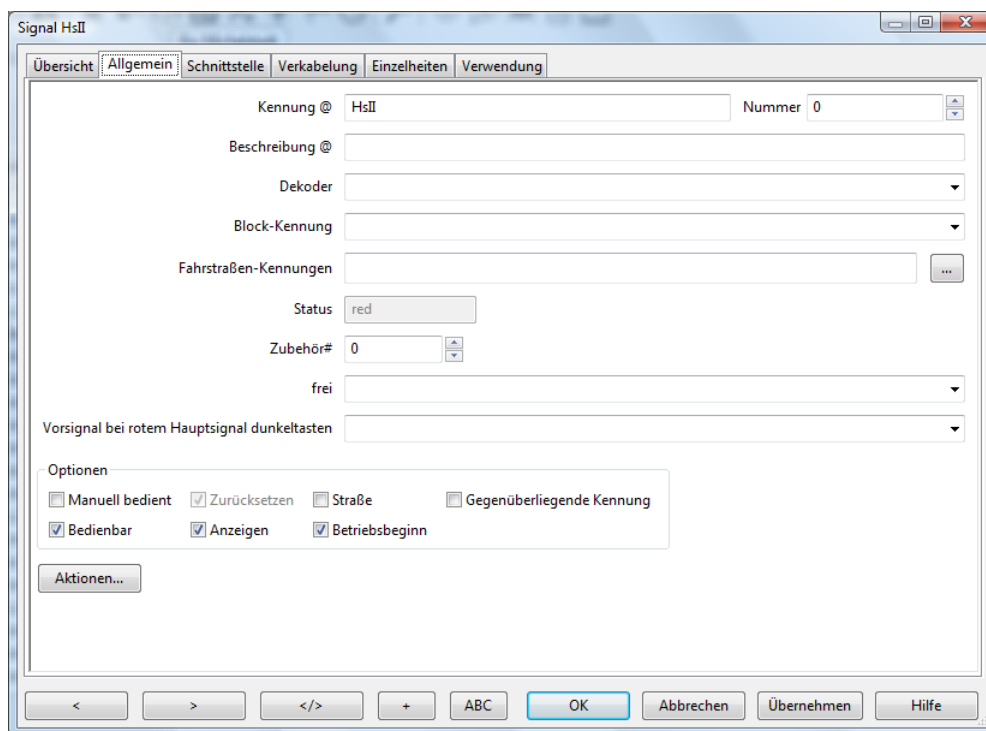 Signal HsII
Übersicht Allgemein Schnittstelle Verkabelung Einzelheiten Verwendung
Kennung @ HsII Nummer 0
Beschreibung @
Dekoder
Block-Kennung
Fahrstraßen-Kennungen ...
Status red
Zubehör# 0
frei
Vorsignal bei rotem Hauptsignal dunkeltasten
Optionen
Manuell bedient Zurücksetzen Straße Gegenüberliegende Kennung
Bedienbar Anzeigen Betriebsbeginn
Aktionen...
< > </> + ABC OK Abbrechen Übernehmen Hilfe